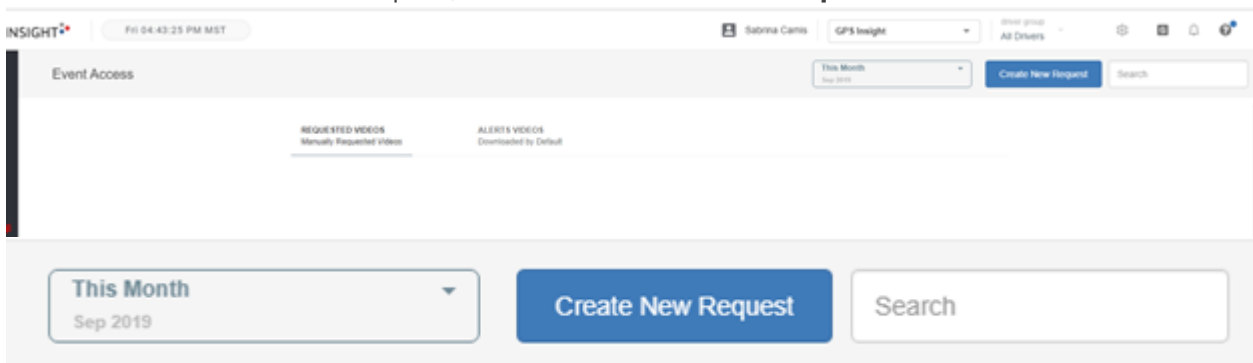 INSIGHT
Fri 04:43:25 PM MST
Sabrina Camis
GPS Insight
driver group
All Drivers
Event Access
This Month
Sep 2019
Create New Request
Search
REQUESTED VIDEOS
Manually Requested Videos
ALERTS VIDEOS
Downloaded by Default
This Month
Sep 2019
Create New Request
Search